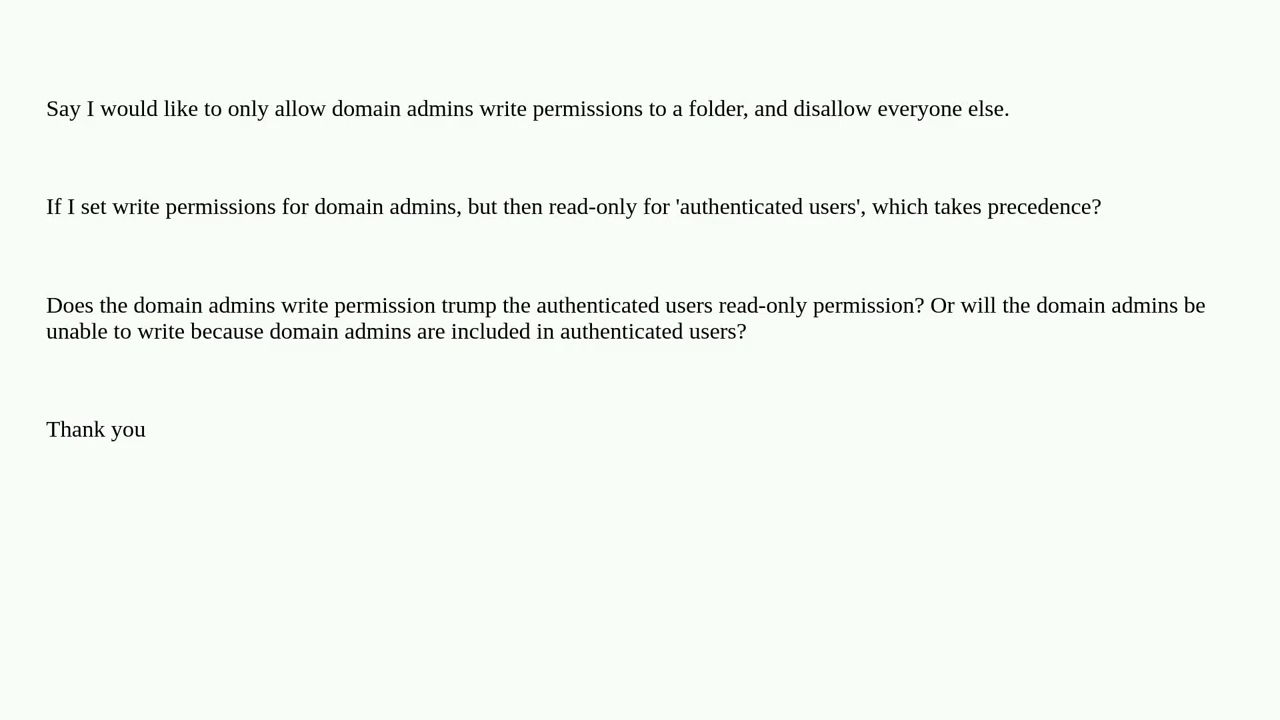 Say I would like to only allow domain admins write permissions to a folder, and disallow everyone else.
If I set write permissions for domain admins, but then read-only for 'authenticated users', which takes precedence?
Does the domain admins write permission trump the authenticated users read-only permission? Or will the domain admins be
unable to write because domain admins are included in authenticated users?
Thank you